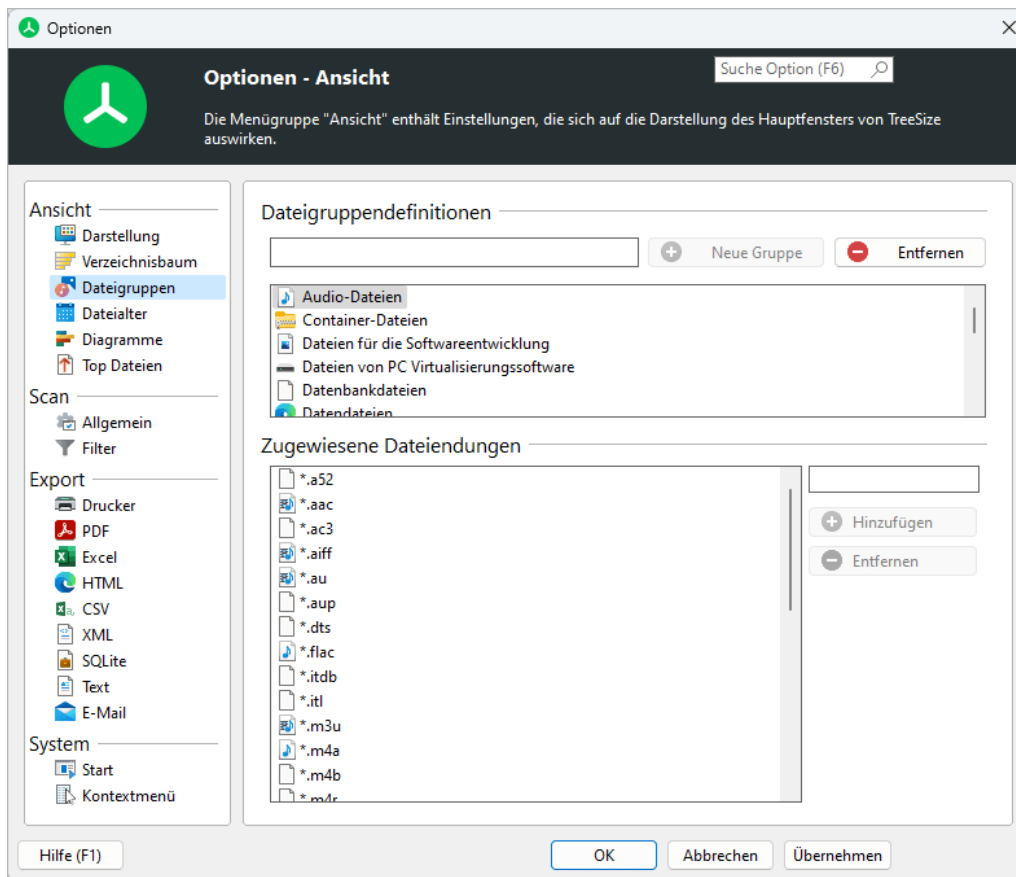 Optionen
Optionen - Ansicht
Suche Option (F6)
Die Menügruppe "Ansicht" enthält Einstellungen, die sich auf die Darstellung des Hauptfensters von TreeSize
auswirken.
Ansicht
Darstellung
Verzeichnisbaum
Dateigruppen
Dateialter
Diagramme
Top Dateien
Scan
Allgemein
Filter
Export
Drucker
PDF
Excel
HTML
CSV
XML
SQLite
Text
E-Mail
System
Start
Kontextmenü
Dateigruppendefinitionen
Neue Gruppe
Entfernen
Audio-Dateien
Container-Dateien
Dateien für die Softwareentwicklung
Dateien von PC Virtualisierungssoftware
Datenbankdateien
Datendateien
Zugewiesene Dateiendungen
*.a52
*.aac
*.ac3
*.aiff
*.au
*.aup
*.dts
*.flac
*.itdb
*.itl
*.m3u
*.m4a
*.m4b
*.m4r
Hinzufügen
Entfernen
Hilfe (F1)
OK
Abbrechen
Übernehmen